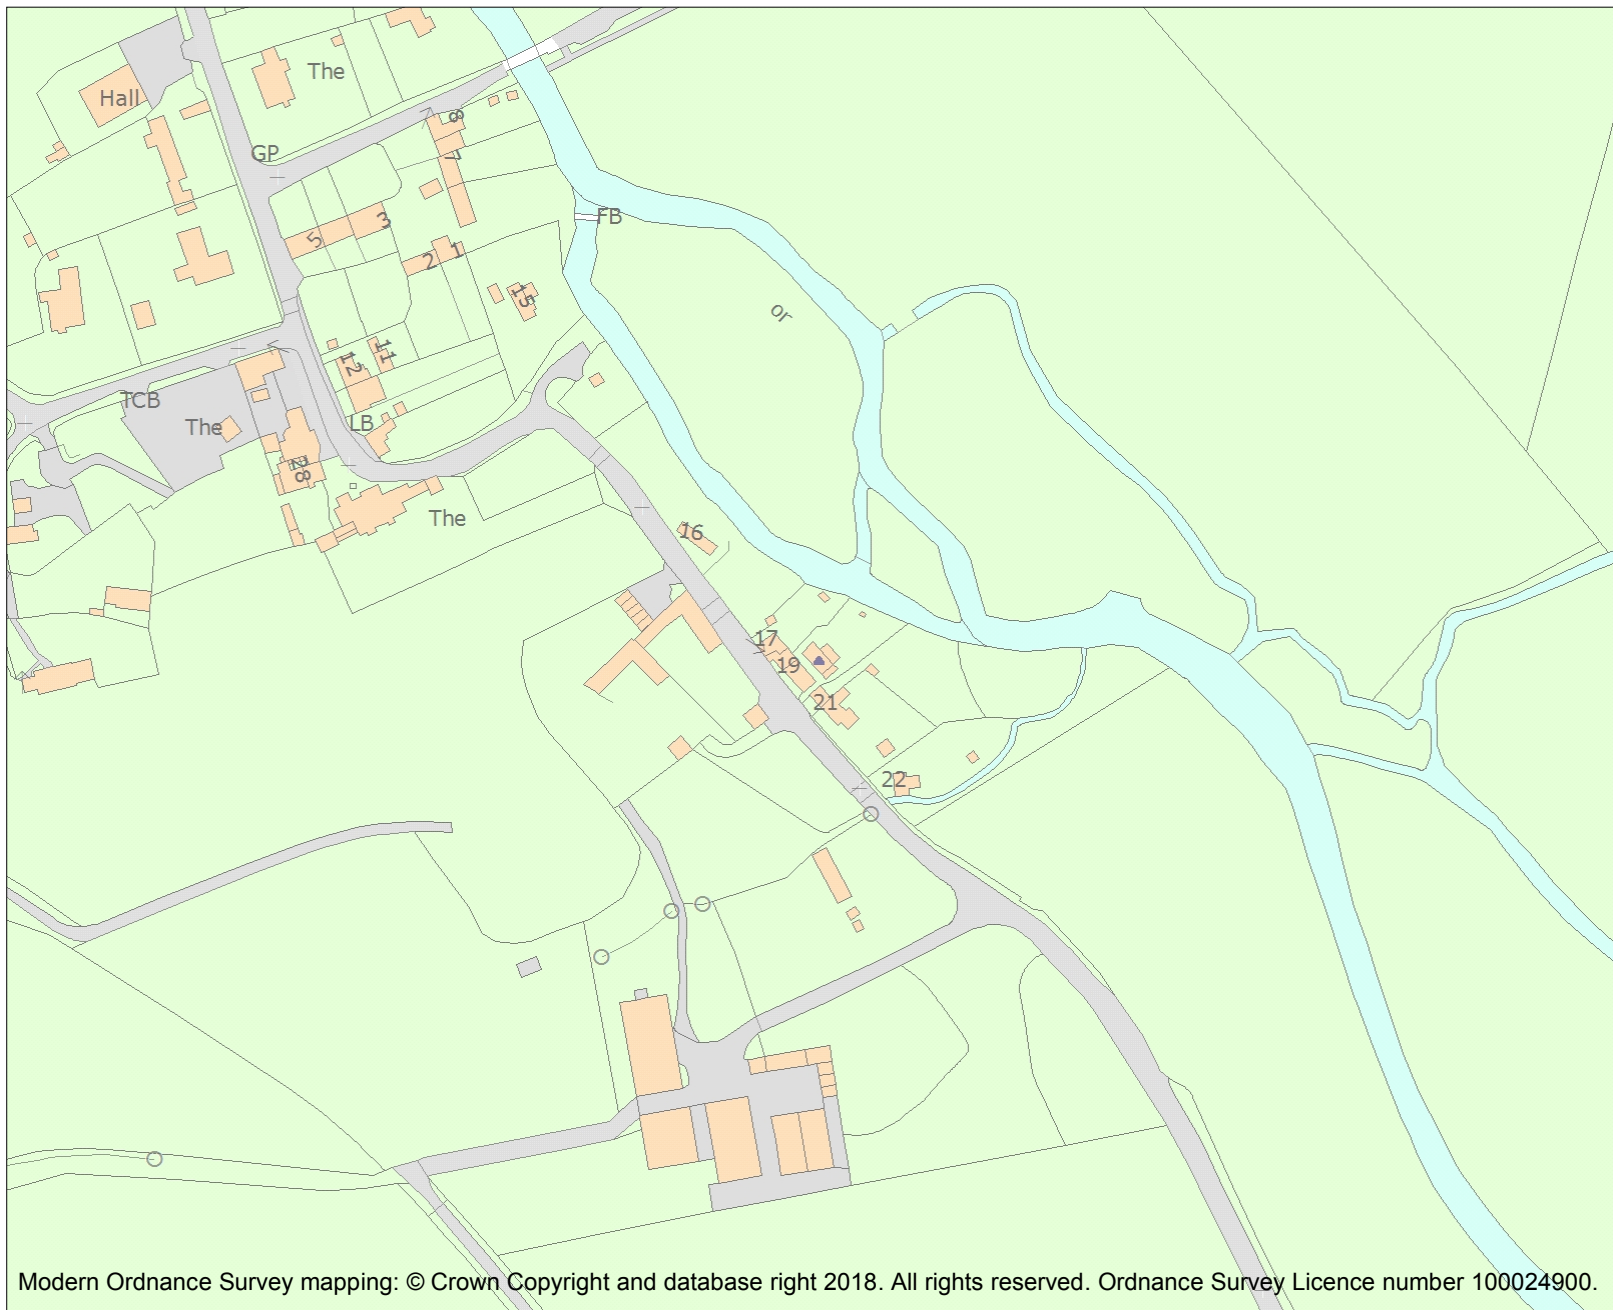 The
Hall
8
GP
7
FB
3
5
1
2
15
or
11
12
TCB
LB
The
28
The
16
17
19
21
22
Modern Ordnance Survey mapping: © Crown Copyright and database right 2018. All rights reserved. Ordnance Survey Licence number 100024900.